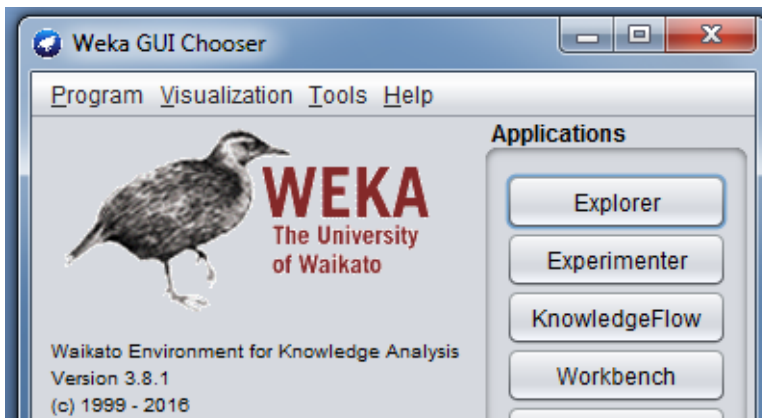 Weka GUI Chooser
Program Visualization Tools Help
Applications
WEKA
The University
of Waikato
Explorer
Experimenter
KnowledgeFlow
Workbench
Waikato Environment for Knowledge Analysis
Version 3.8.1
(c) 1999 - 2016